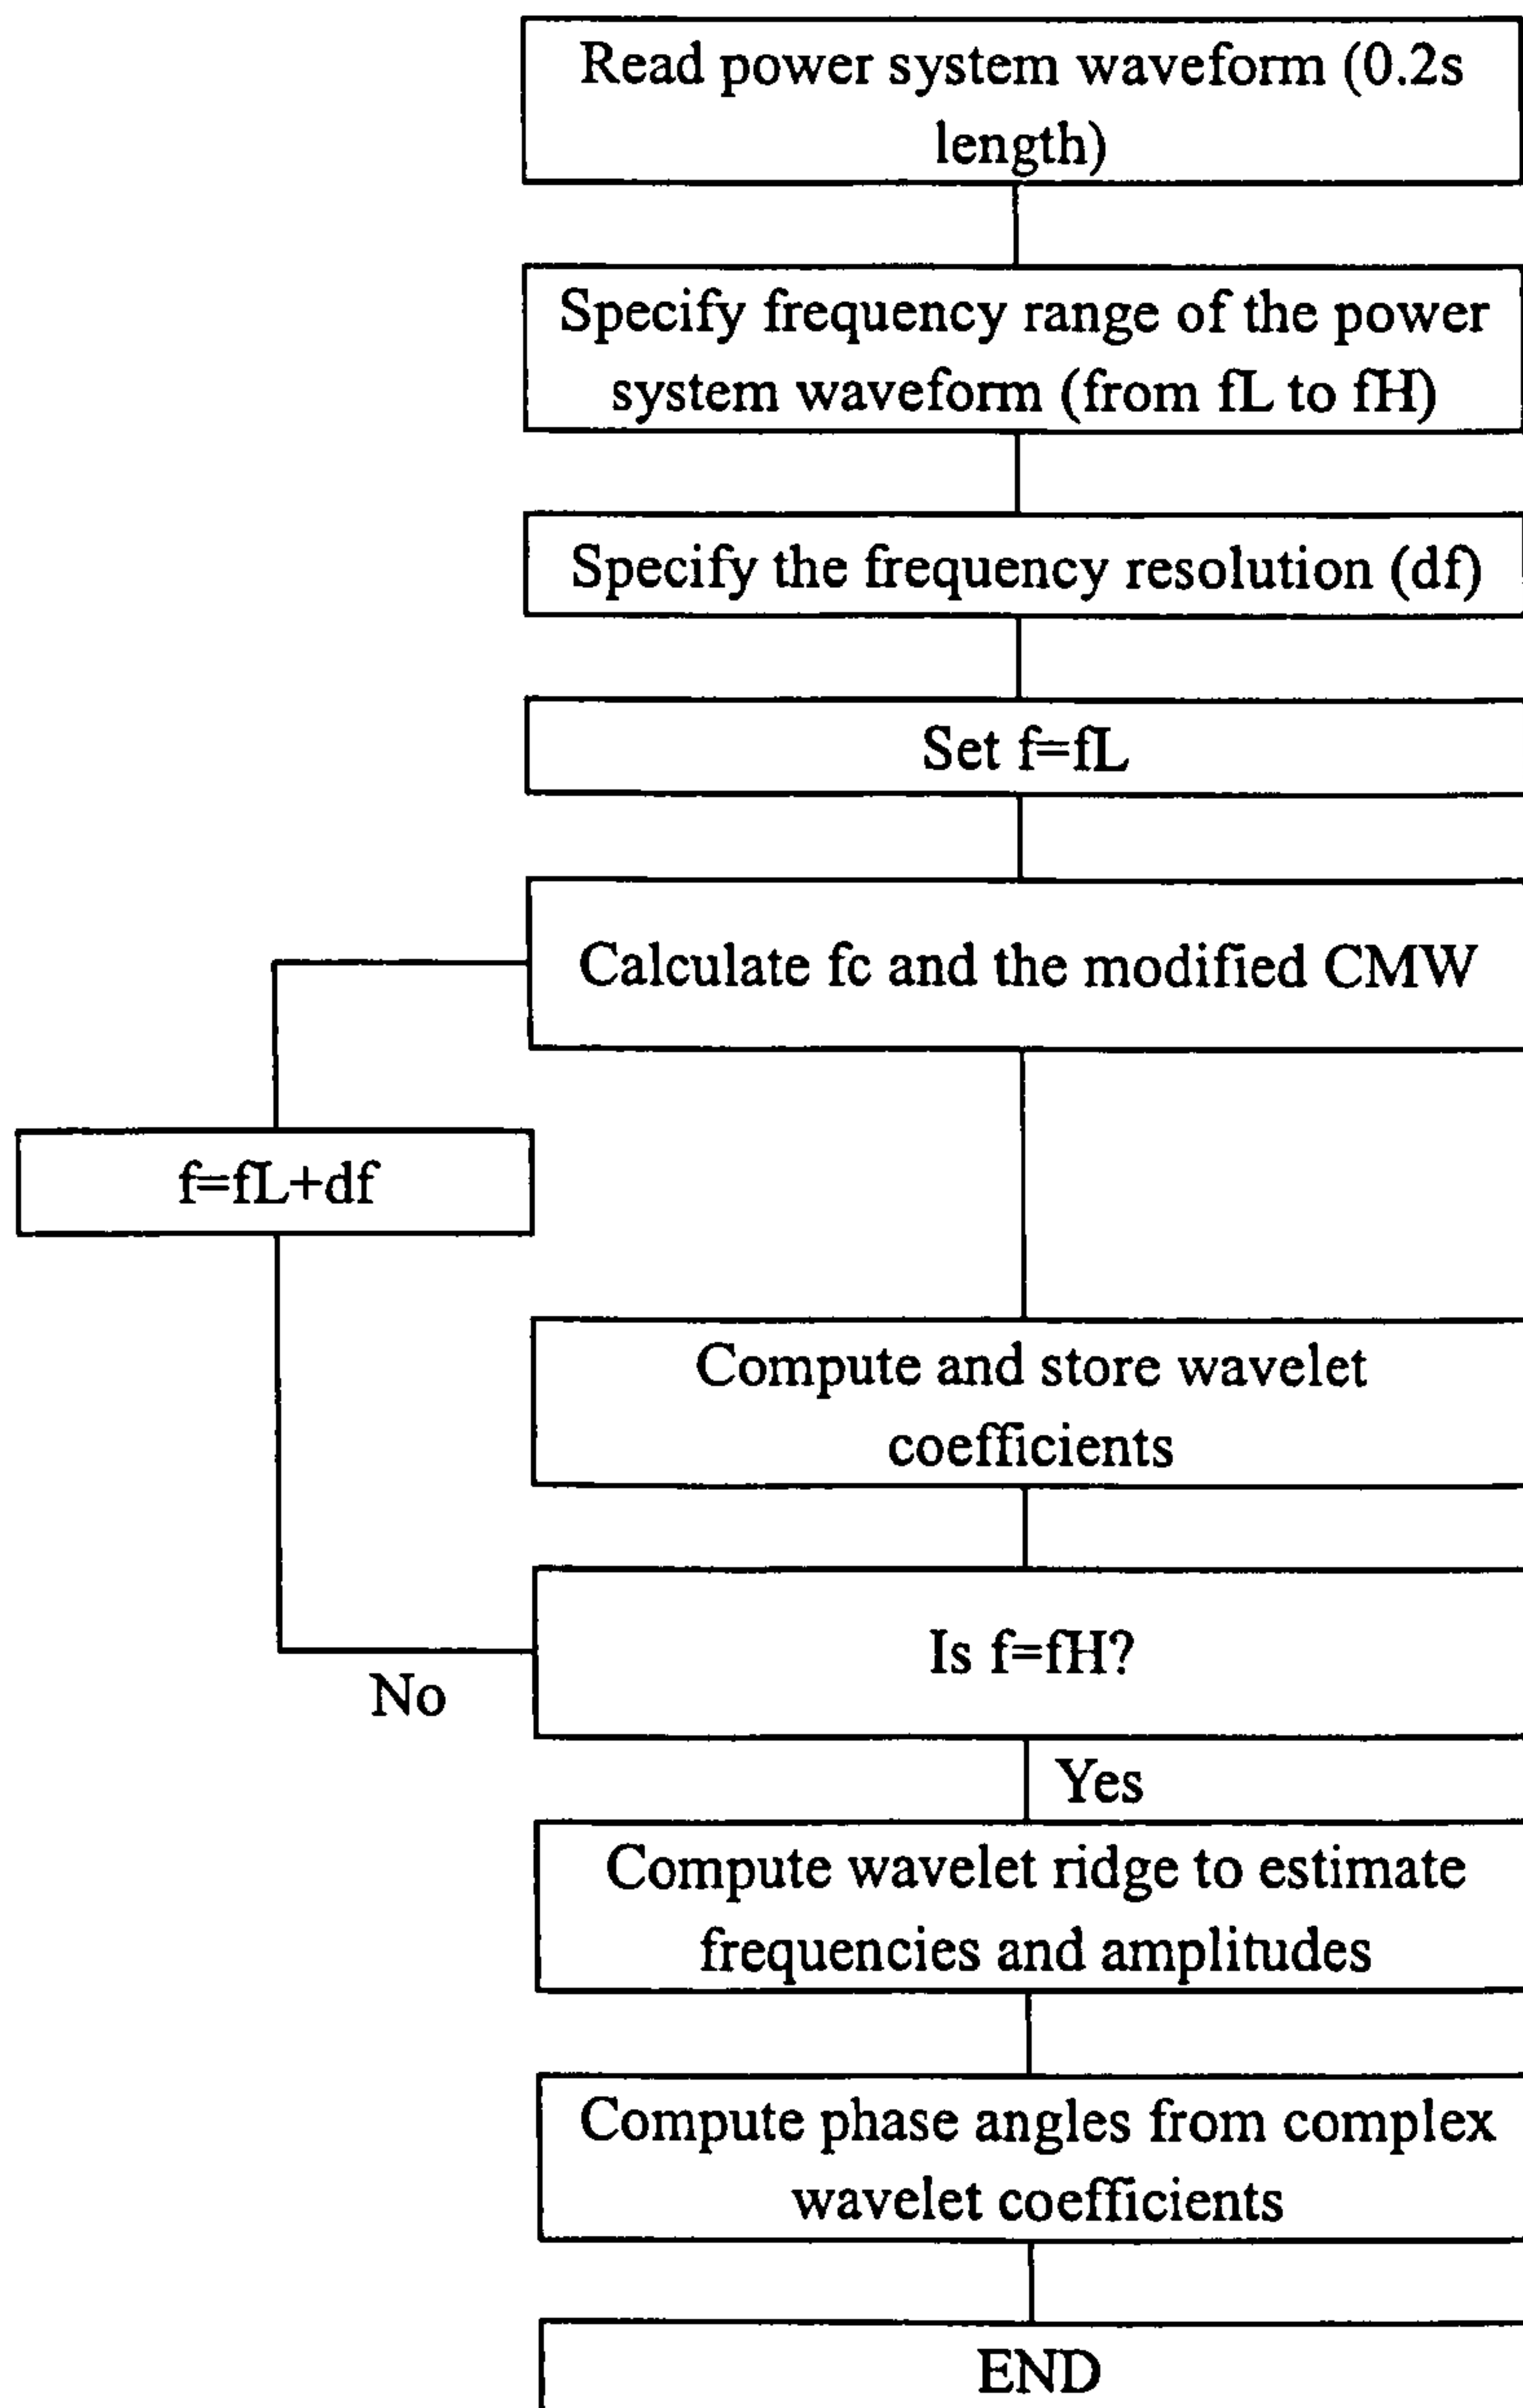 Read power system waveform (0.2s
length)
Specify frequency range of the power
system waveform (from fL to fH)
Specify the frequency resolution (df)
Set f=fL
Calculate fc and the modified CMW
f=fL+df
Compute and store wavelet
coefficients
Is f=fH?
No
Yes
Compute wavelet ridge to estimate
frequencies and amplitudes
Compute phase angles from complex
wavelet coefficients
END